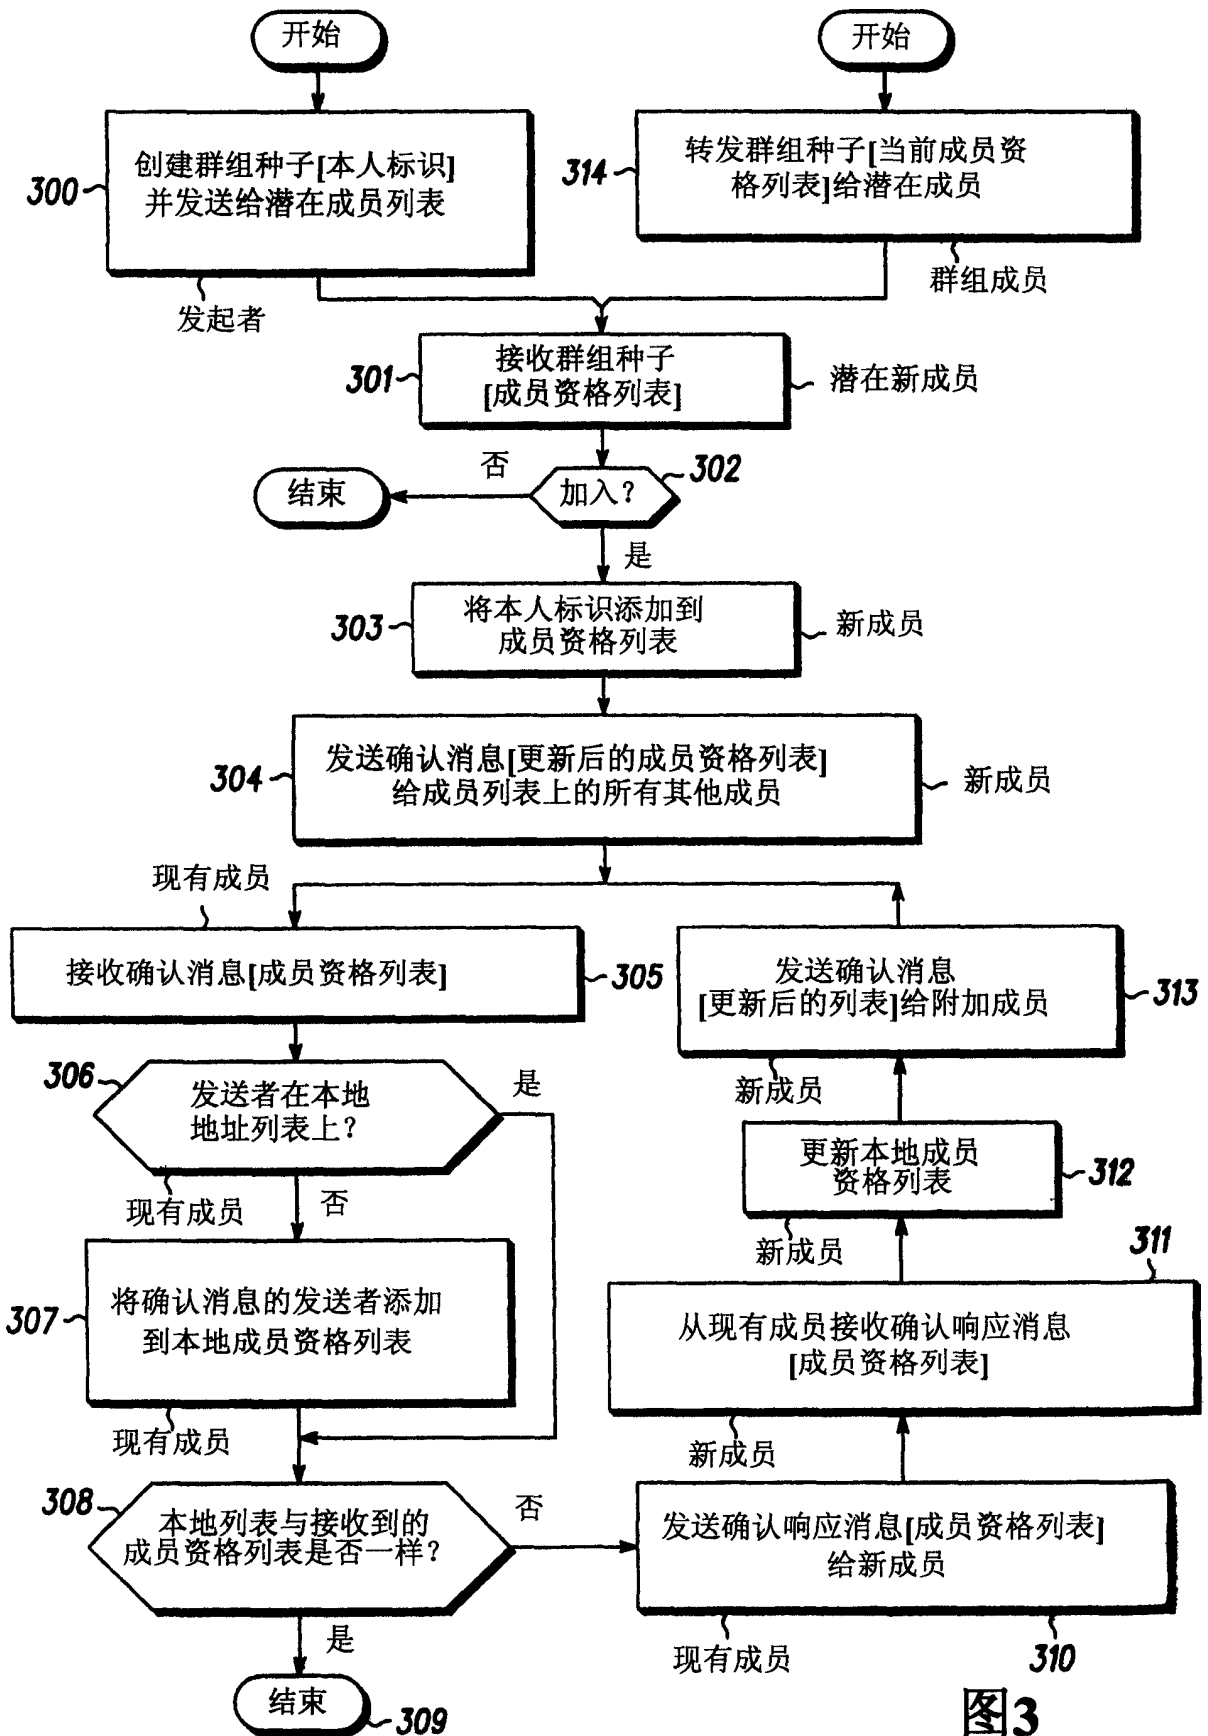 开始
开始
创建群组种子[本人标识]
并发送给潜在成员列表
300
发起者
转发群组种子[当前成员资
格列表]给潜在成员
314
群组成员
接收群组种子
[成员资格列表]
301
潜在新成员
加入?
302
否
结束
是
将本人标识添加到
成员资格列表
303
新成员
发送确认消息[更新后的成员资格列表]
给成员列表上的所有其他成员
304
新成员
现有成员
接收确认消息[成员资格列表]
305
发送者在本地
地址列表上?
306
是
现有成员
否
将确认消息的发送者添加
到本地成员资格列表
307
现有成员
本地列表与接收到的
成员资格列表是否一样?
308
否
是
结束
309
发送确认响应消息[成员资格列表]
给新成员
310
现有成员
从现有成员接收确认响应消息
[成员资格列表]
311
新成员
更新本地成员
资格列表
312
新成员
发送确认消息
[更新后的列表]给附加成员
313
新成员
图3